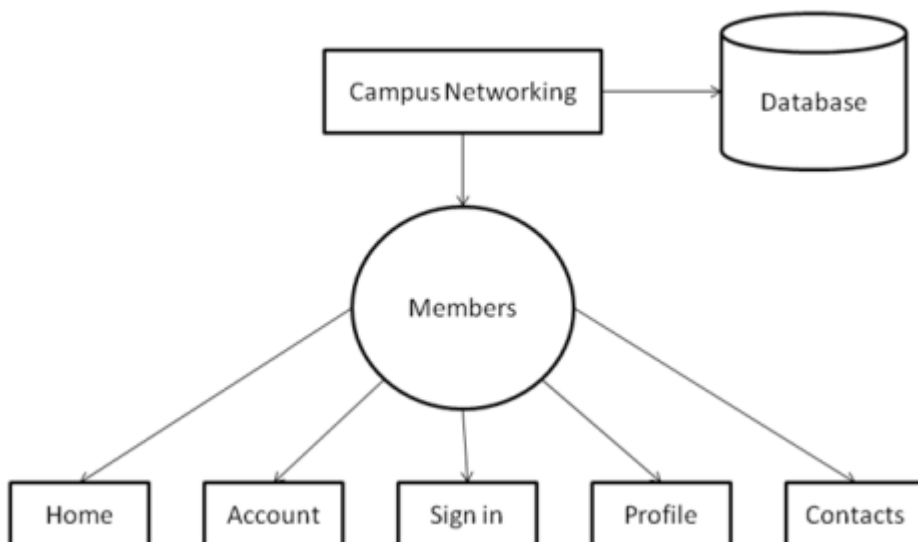 Campus Networking
Database
Members
Home
Account
Sign in
Profile
Contacts